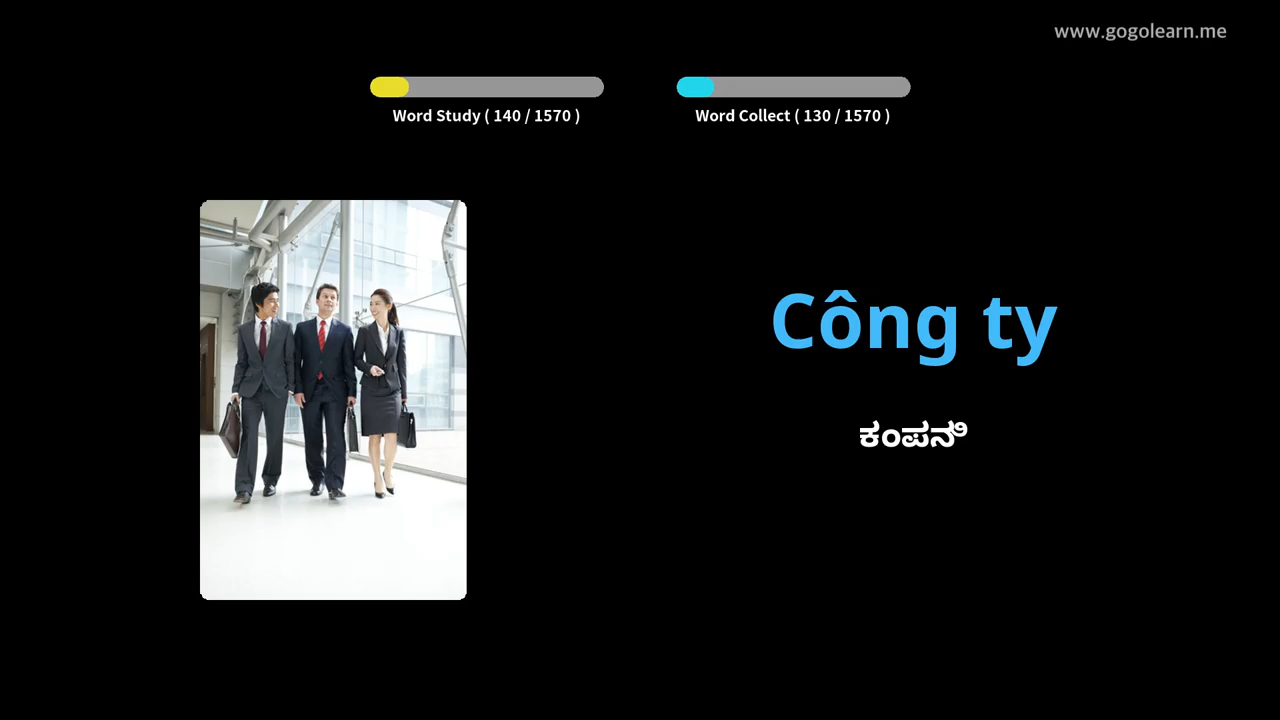 www.gogolearn.me
Word Study ( 140 / 1570 )
Word Collect ( 130 / 1570 )
Công ty
ಕಂಪನಿ